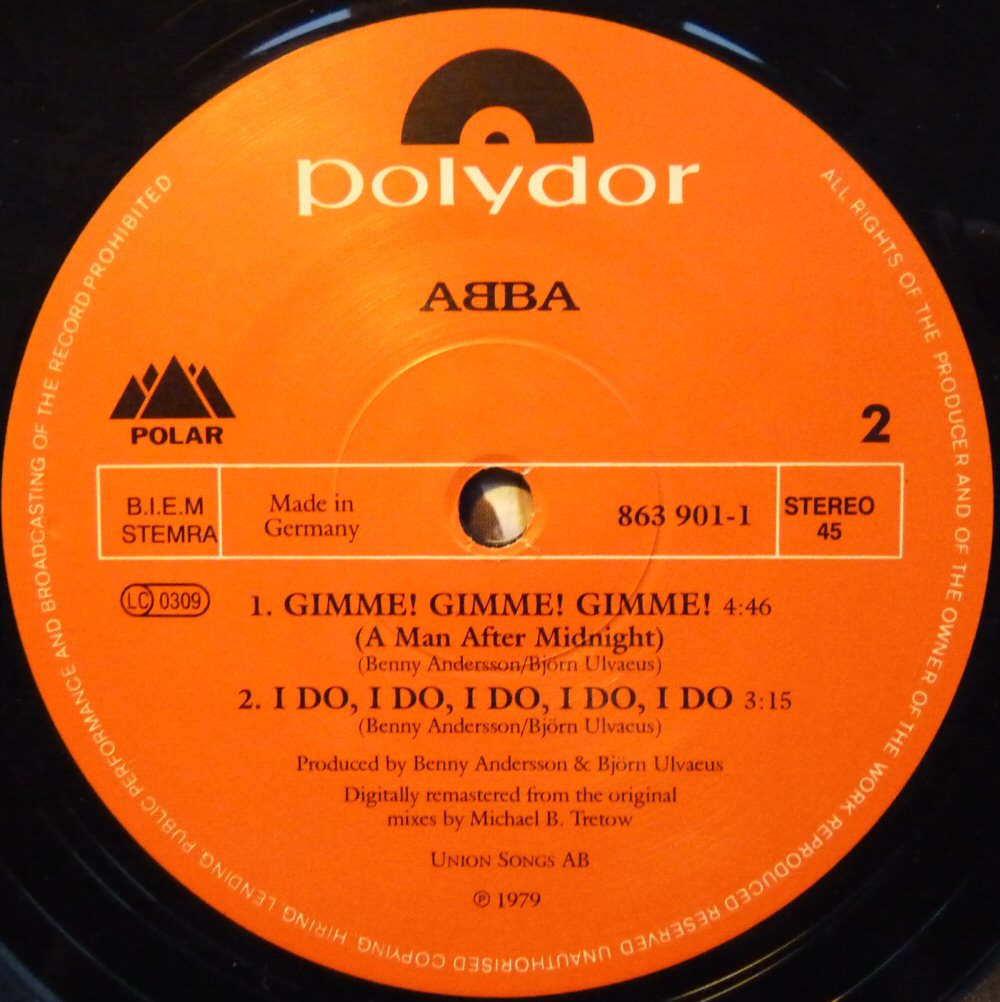 polydor
ABBA
POLAR
2
B.I.E.M
STEMRA
Made in
Germany
863 901-1
STEREO
45
LC 0309
1. GIMME! GIMME! GIMME! 4:46
(A Man After Midnight)
(Benny Andersson/Björn Ulvaeus)
2. I DO, I DO, I DO, I DO, I DO 3:15
(Benny Andersson/Björn Ulvaeus)
Produced by Benny Andersson & Björn Ulvaeus
Digitally remastered from the original
mixes by Michael B. Tretow
UNION SONGS AB
℗ 1979
ALL RIGHTS OF THE PRODUCER AND OF THE OWNER OF THE WORK REPRODUCED RESERVED UNAUTHORISED COPYING HIRING LENDING PUBLIC PERFORMANCE AND BROADCASTING OF THE RECORD PROHIBITED